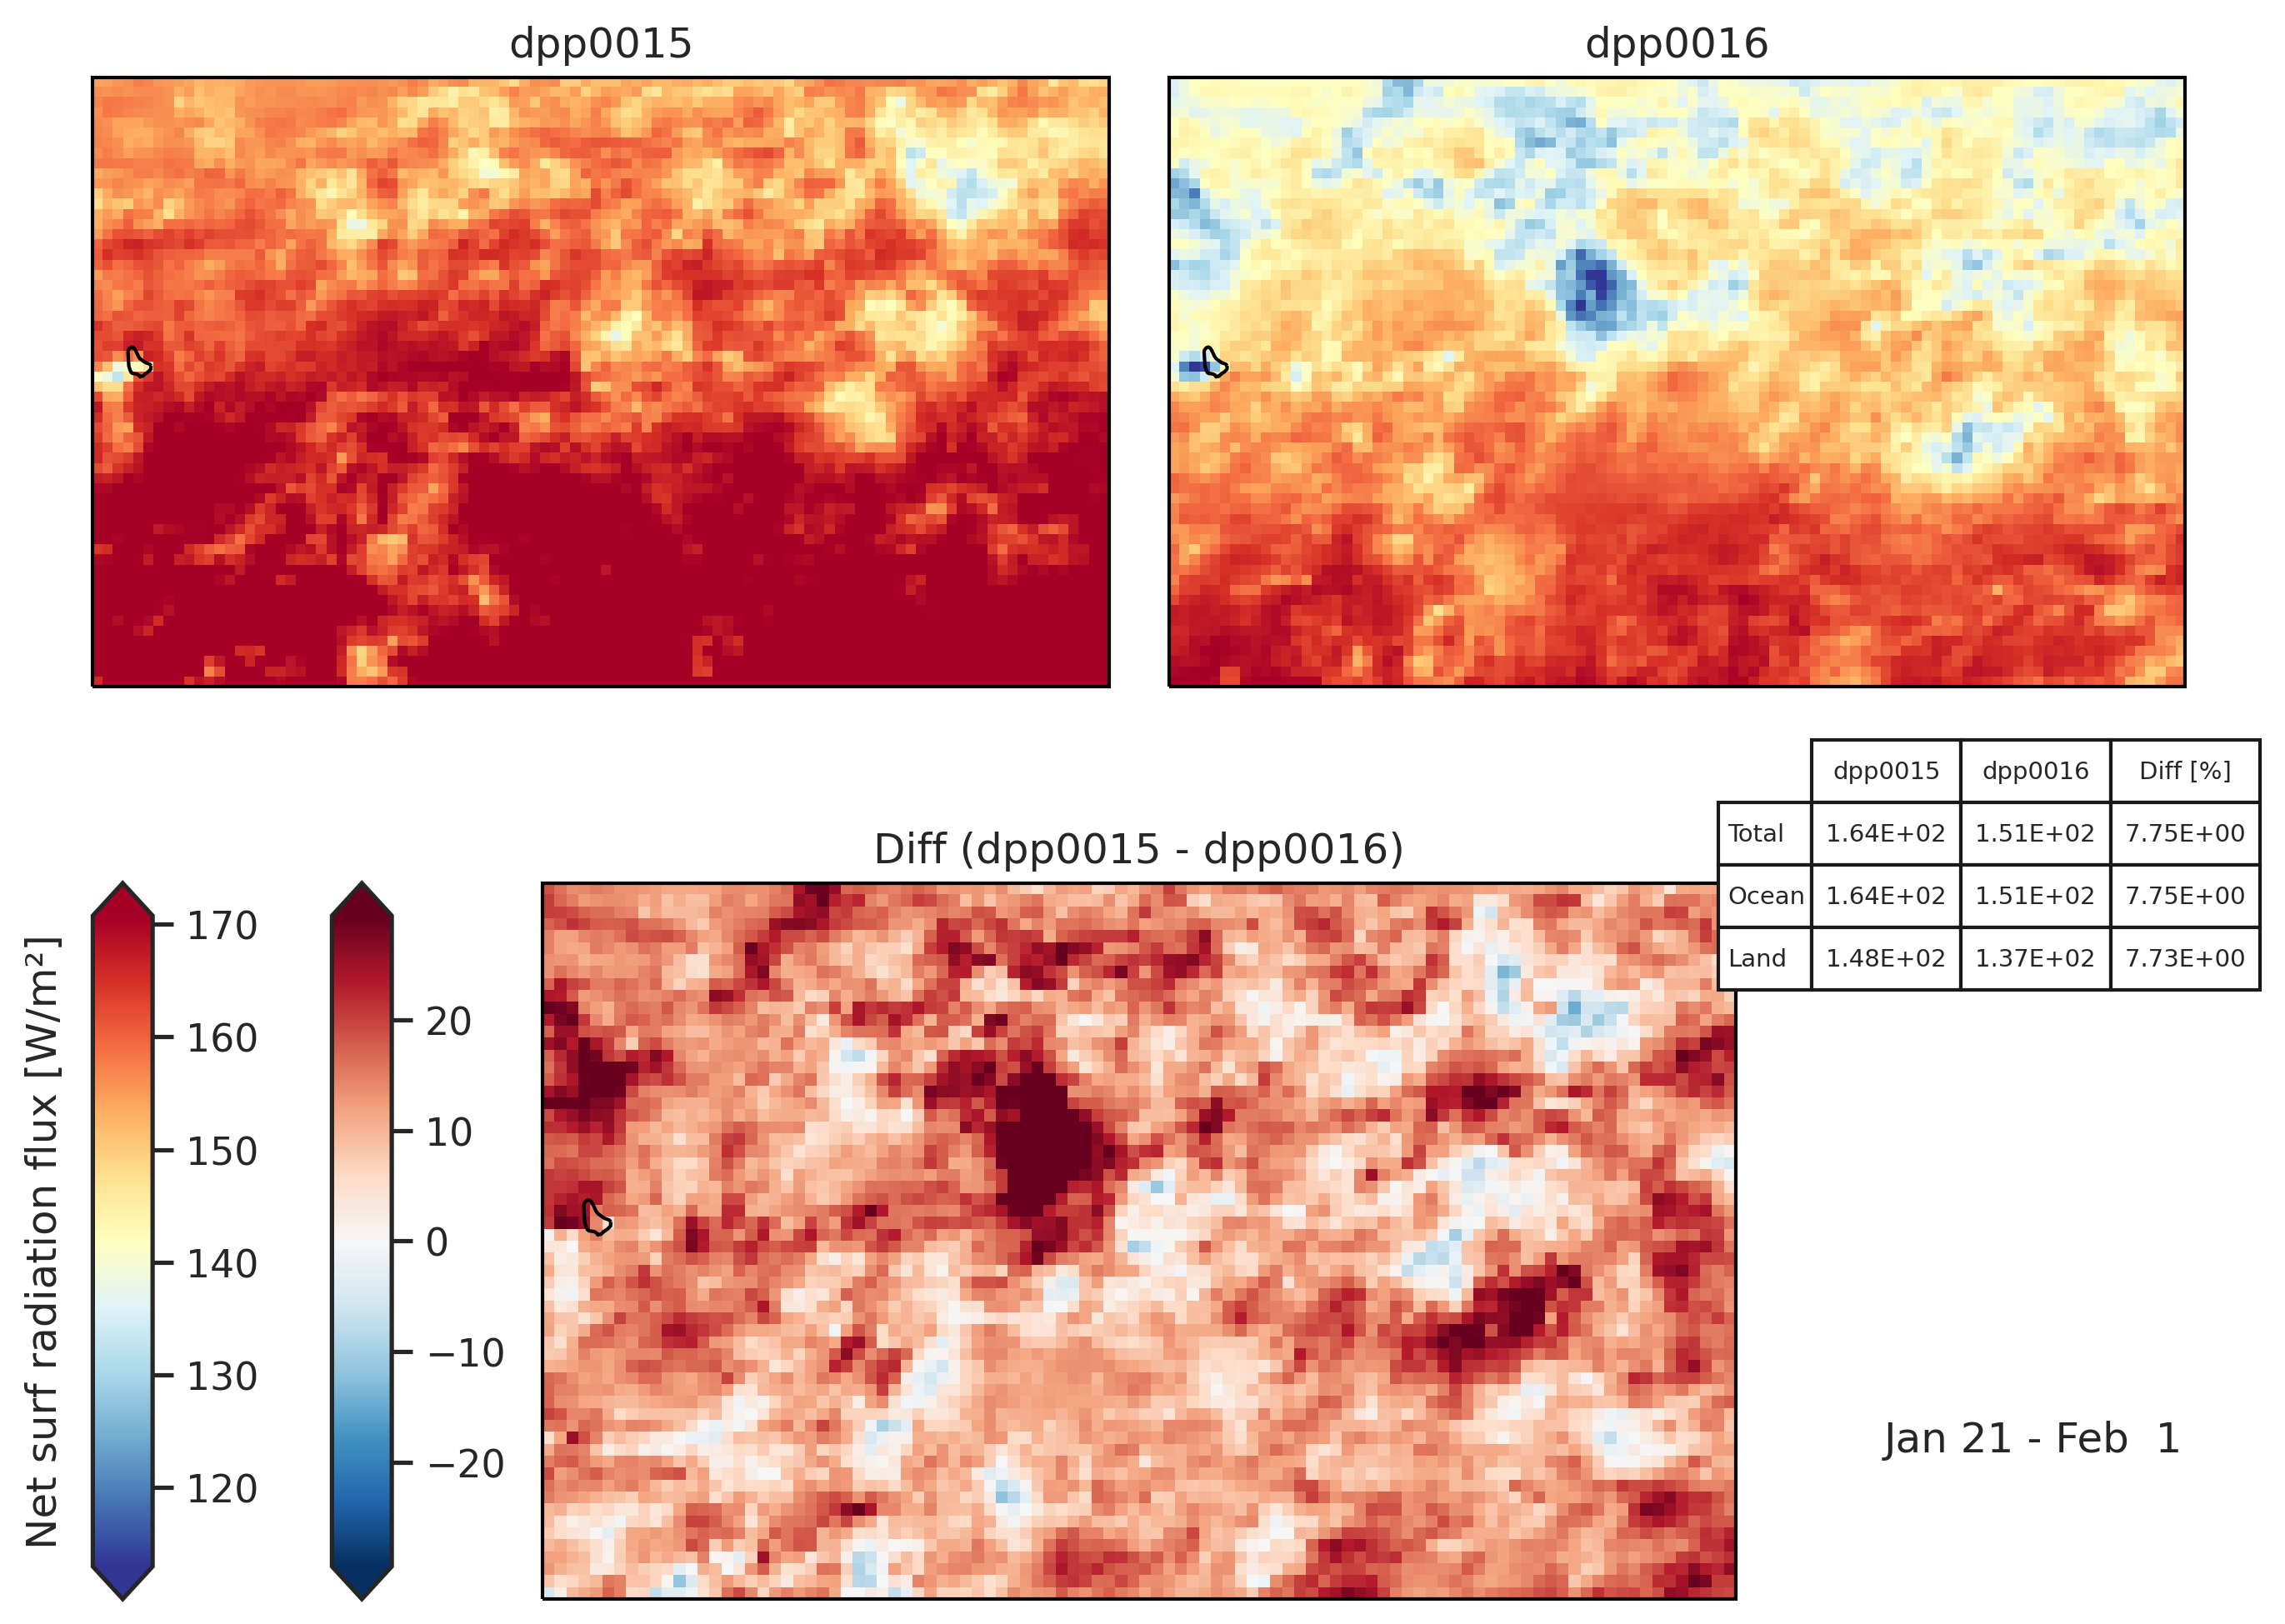 dpp0015
dpp0016
dpp0015 dpp0016 Diff [%]
Total 1.64E+02 1.51E+02 7.75E+00
Ocean 1.64E+02 1.51E+02 7.75E+00
Land 1.48E+02 1.37E+02 7.73E+00
Diff (dpp0015 - dpp0016)
Net surf radiation flux [W/m²]
170
160
150
140
130
120
20
10
0
−10
−20
Jan 21 - Feb  1